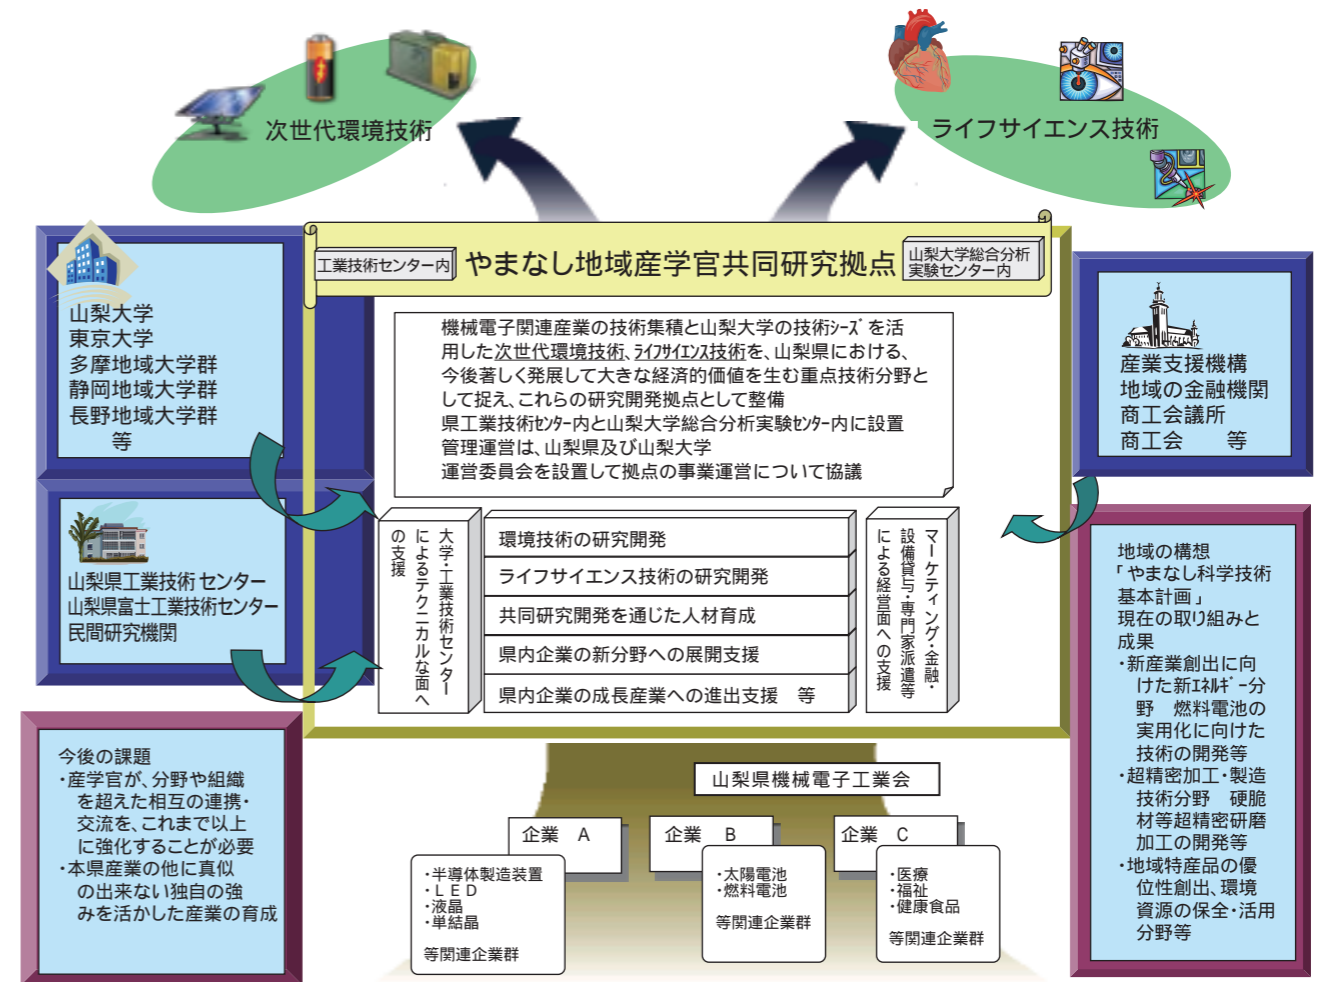 次世代環境技術
ライフサイエンス技術
工業技術センター内
やまなし地域産学官共同研究拠点
山梨大学総合分析
実験センター内
山梨大学
東京大学
多摩地域大学群
静岡地域大学群
長野地域大学群
等
機械電子関連産業の技術集積と山梨大学の技術ｼｰｽﾞを活
用した次世代環境技術、ﾗｲﾌｻｲｴﾝｽ技術を、山梨県における、
今後著しく発展して大きな経済的価値を生む重点技術分野と
して捉え、これらの研究開発拠点として整備
県工業技術ｾﾝﾀｰ内と山梨大学総合分析実験ｾﾝﾀｰ内に設置
管理運営は、山梨県及び山梨大学
運営委員会を設置して拠点の事業運営について協議
産業支援機構
地域の金融機関
商工会議所
商工会　　等
山梨県工業技術センター
山梨県富士工業技術センター
民間研究機関
大学・工業技術センター
によるテクニカルな面へ
の支援
環境技術の研究開発
ライフサイエンス技術の研究開発
共同研究開発を通じた人材育成
県内企業の新分野への展開支援
県内企業の成長産業への進出支援　等
マーケティング・金融・
設備貸与・専門家派遣等
による経営面への支援
地域の構想
「やまなし科学技術
基本計画」
現在の取り組みと
成果
・新産業創出に向
けた新ｴﾈﾙｷﾞｰ分
野　燃料電池の
実用化に向けた
技術の開発等
・超精密加工・製造
技術分野　硬脆
材等超精密研磨
加工の開発等
・地域特産品の優
位性創出、環境
資源の保全・活用
分野等
今後の課題
・産学官が、分野や組織
を超えた相互の連携・
交流を、これまで以上
に強化することが必要
・本県産業の他に真似
の出来ない独自の強
みを活かした産業の育成
山梨県機械電子工業会
企業　Ａ
・半導体製造装置
・ＬＥＤ
・液晶
・単結晶
等関連企業群
企業　Ｂ
・太陽電池
・燃料電池
等関連企業群
企業　Ｃ
・医療
・福祉
・健康食品
等関連企業群